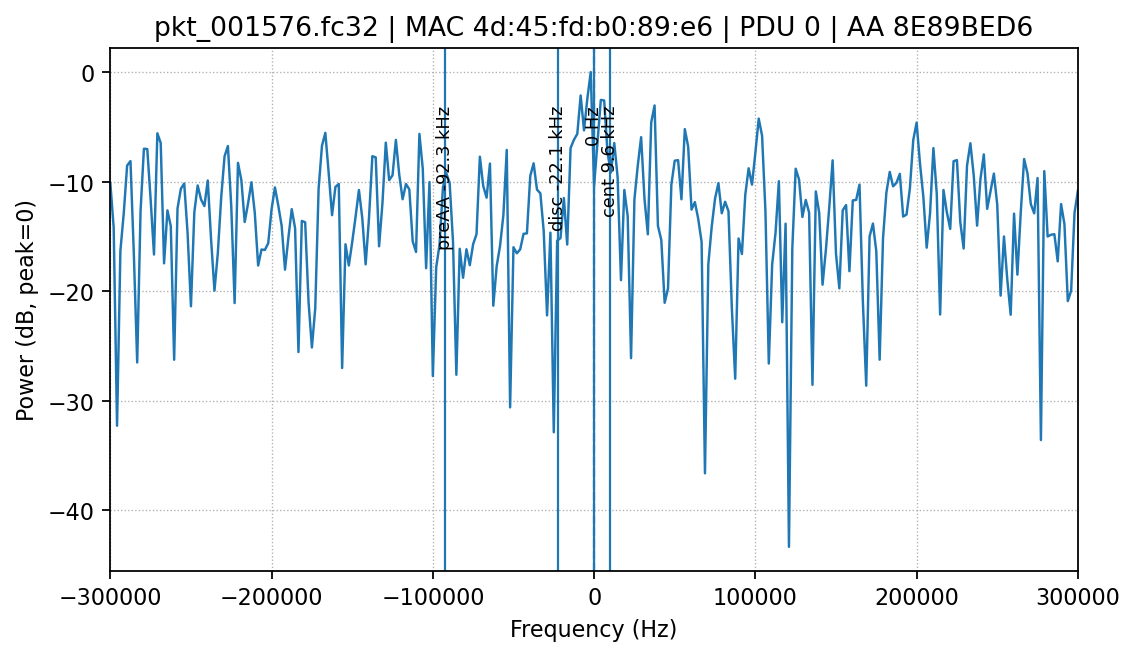 pkt_001576.fc32 | MAC 4d:45:fd:b0:89:e6 | PDU 0 | AA 8E89BED6
Power (dB, peak=0)
0
−10
−20
−30
−40
preAA -92.3 kHz
disc -22.1 kHz
0 Hz
cent 9.6 kHz
−300000
−200000
−100000
0
100000
200000
300000
Frequency (Hz)